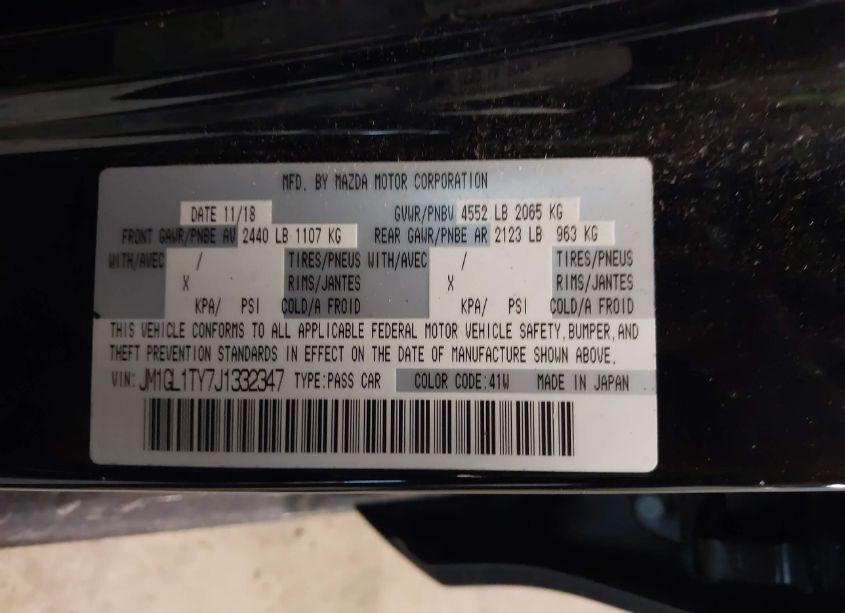 MFD. BY MAZDA MOTOR CORPORATION
DATE 11/18 GVWR/PNBV 4552 LB 2065 KG
FRONT GAWR/PNBE AV 2440 LB 1107 KG REAR GAWR/PNBE AR 2123 LB 963 KG
WITH/AVEC / TIRES/PNEUS WITH/AVEC / TIRES/PNEUS
X RIMS/JANTES X RIMS/JANTES
KPA/ PSI COLD/A FROID KPA/ PSI COLD/A FROID
THIS VEHICLE CONFORMS TO ALL APPLICABLE FEDERAL MOTOR VEHICLE SAFETY, BUMPER, AND
THEFT PREVENTION STANDARDS IN EFFECT ON THE DATE OF MANUFACTURE SHOWN ABOVE.
VIN: JM1GL1TY7J1332347 TYPE:PASS CAR COLOR CODE:41W MADE IN JAPAN